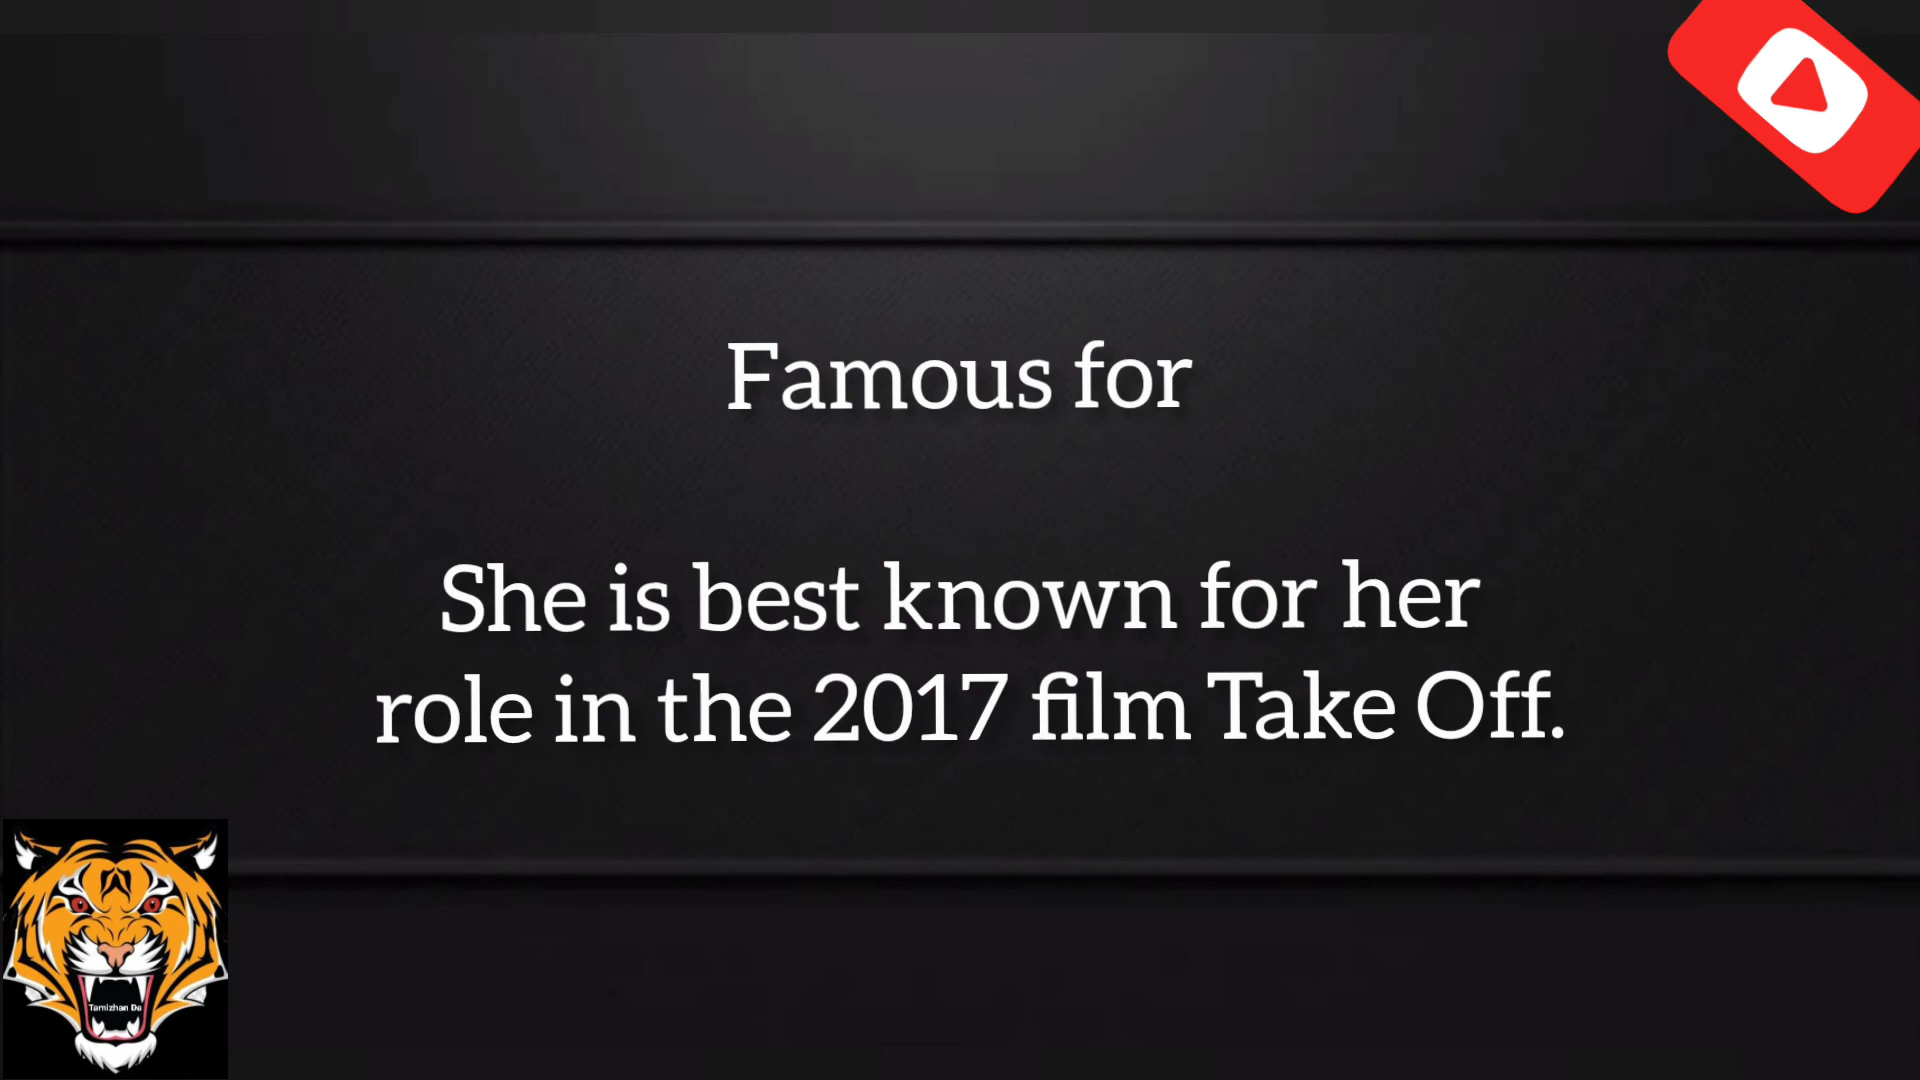 Famous for
She is best known for her
role in the 2017 film Take Off.
Tamizhan Da